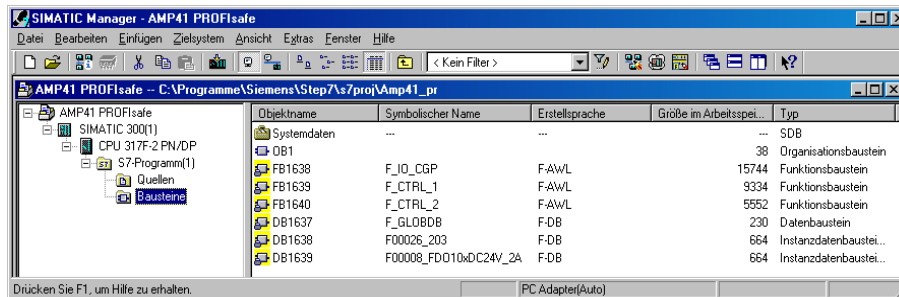 SIMATIC Manager - AMP41 PROFIsafe
Datei Bearbeiten Einfügen Zielsystem Ansicht Extras Fenster Hilfe
< Kein Filter >
AMP41 PROFIsafe -- C:\Programme\Siemens\Step7\s7proj\Amp41_pr
AMP41 PROFIsafe
SIMATIC 300(1)
CPU 317F-2 PN/DP
S7-Programm(1)
Quellen
Bausteine
Objektname Symbolischer Name Erstellsprache Größe im Arbeitsspei... Typ
Systemdaten --- --- --- SDB
OB1 38 Organisationsbaustein
FB1638 F_IO_CGP F-AWL 15744 Funktionsbaustein
FB1639 F_CTRL_1 F-AWL 9334 Funktionsbaustein
FB1640 F_CTRL_2 F-AWL 5552 Funktionsbaustein
DB1637 F_GLOBDB F-DB 230 Datenbaustein
DB1638 F00026_203 F-DB 664 Instanzdatenbaustei...
DB1639 F00008_FDO10xDC24V_2A F-DB 664 Instanzdatenbaustei...
Drücken Sie F1, um Hilfe zu erhalten. PC Adapter(Auto)